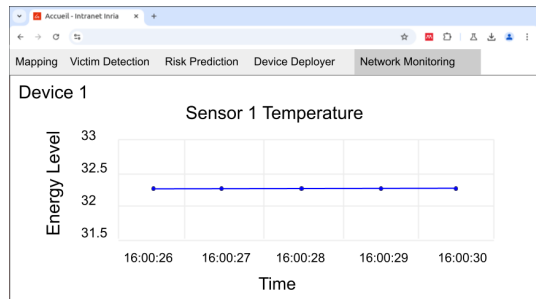 Accueil - Intranet Inria
Mapping Victim Detection Risk Prediction Device Deployer Network Monitoring
Device 1
Sensor 1 Temperature
Energy Level
33
32.5
32
31.5
16:00:26 16:00:27 16:00:28 16:00:29 16:00:30
Time